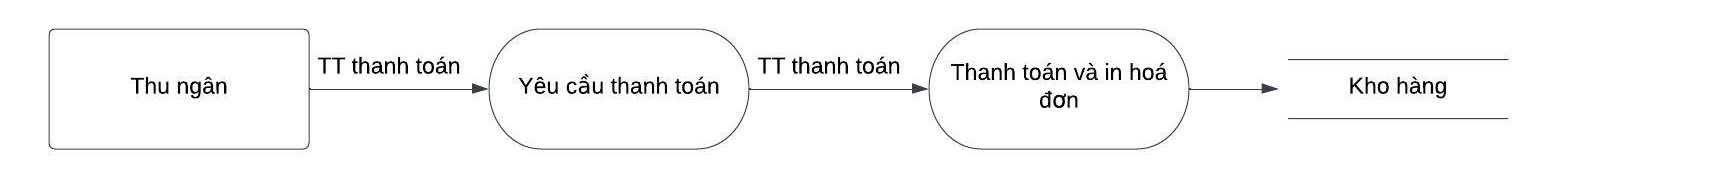 Thu ngân
TT thanh toán
Yêu cầu thanh toán
TT thanh toán
Thanh toán và in hoá
đơn
Kho hàng